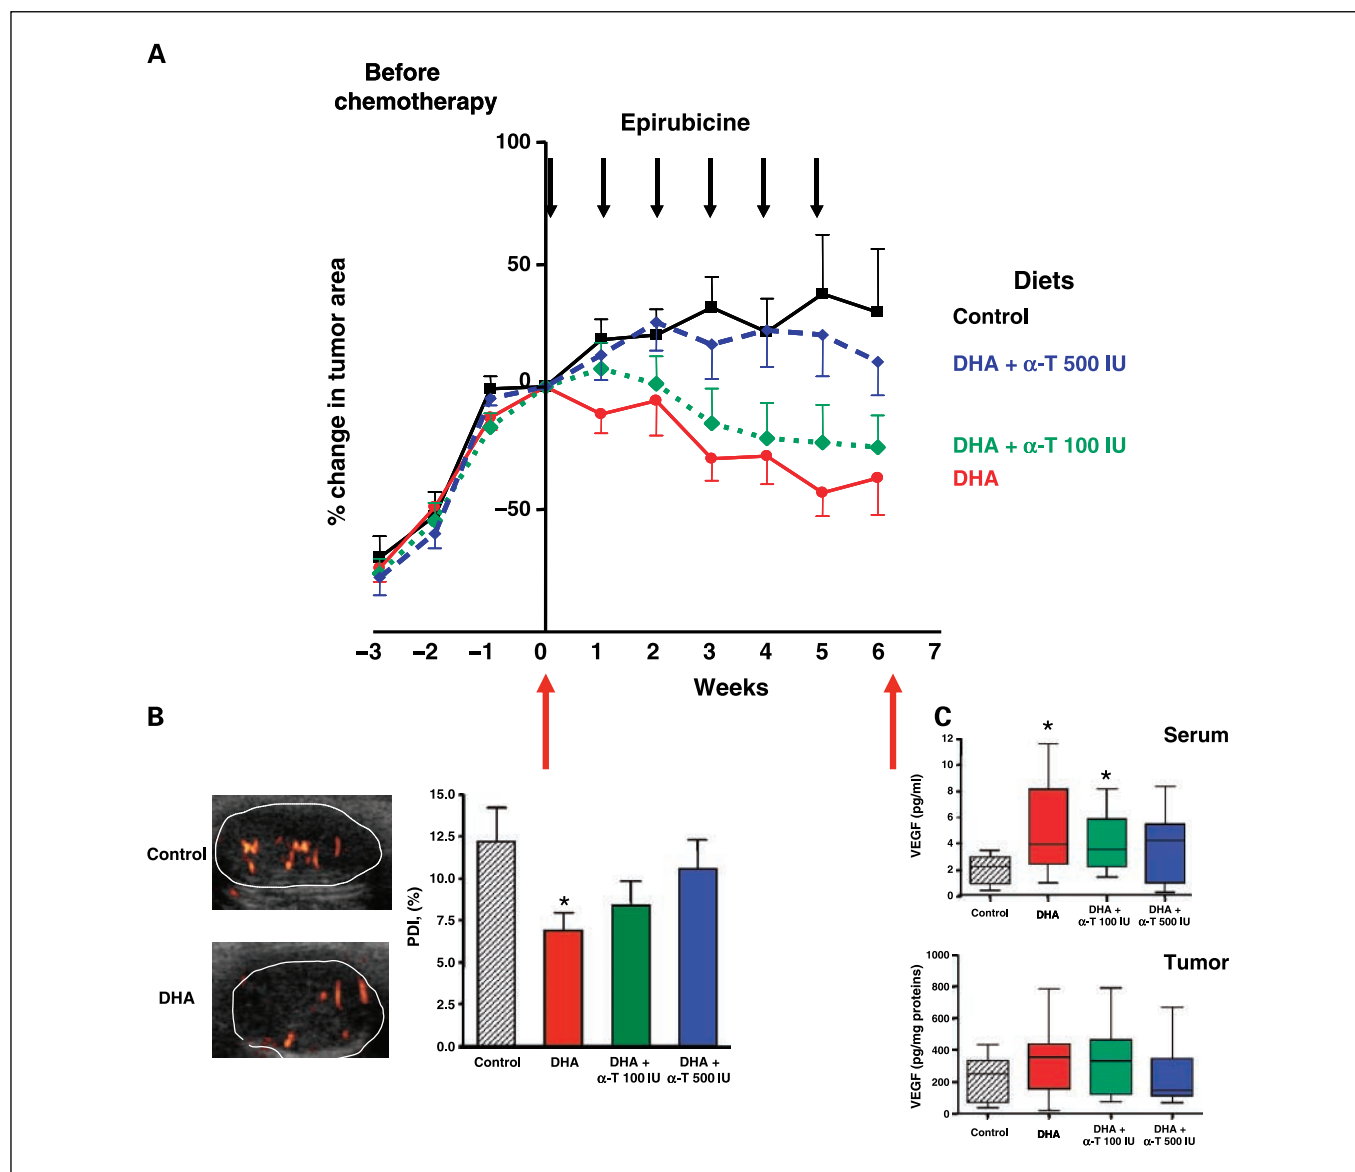 A
Before
chemotherapy
Epirubicine
100
50
0
−50
% change in tumor area
−3 −2 −1 0 1 2 3 4 5 6 7
Weeks
Diets
Control
DHA + α-T 500 IU
DHA + α-T 100 IU
DHA
B
Control
DHA
15.0
12.5
10.0
7.5
5.0
2.5
0.0
PDI, (%)
*
Control DHA DHA + DHA +
α-T 100 IU α-T 500 IU
C
Serum
12
10
8
6
4
2
0
VEGF (pg/ml)
*
*
Control DHA DHA + DHA +
α-T 100 IU α-T 500 IU
Tumor
1000
800
600
400
200
0
VEGF (pg/mg proteins)
Control DHA DHA + DHA +
α-T 100 IU α-T 500 IU